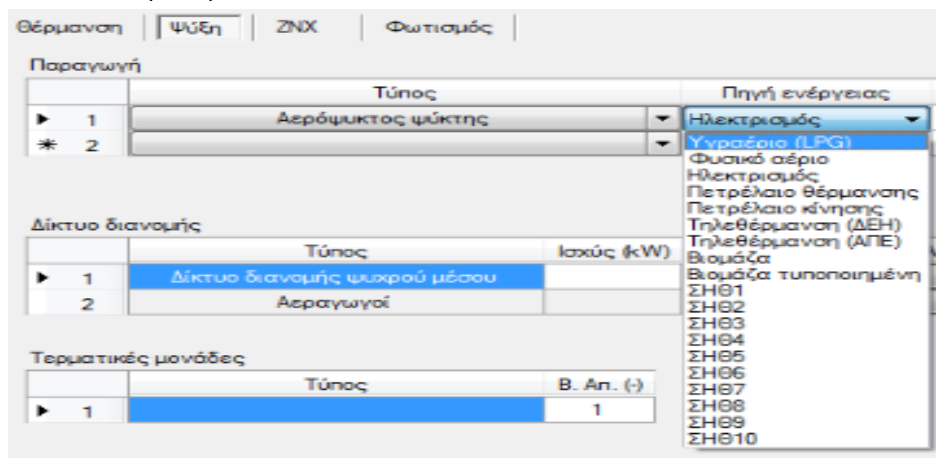 Θέρμανση Ψύξη ΖΝΧ Φωτισμός
Παραγωγή
Τύπος Πηγή ενέργειας
1 Αερόψυκτος ψύκτης Ηλεκτρισμός
2 Υγραέριο (LPG)
Φυσικό αέριο
Ηλεκτρισμός
Πετρέλαιο θέρμανσης
Πετρέλαιο κίνησης
Τηλεθέρμανση (ΔΕΗ)
Τηλεθέρμανση (ΑΠΕ)
Βιομάζα
Βιομάζα τυποποιημένη
ΣΗΘ1
ΣΗΘ2
ΣΗΘ3
ΣΗΘ4
ΣΗΘ5
ΣΗΘ6
ΣΗΘ7
ΣΗΘ8
ΣΗΘ9
ΣΗΘ10
Δίκτυο διανομής
Τύπος Ισχύς (kW)
1 Δίκτυο διανομής ψυχρού μέσου
2 Αεραγωγοί
Τερματικές μονάδες
Τύπος Β. Απ. (-)
1 1